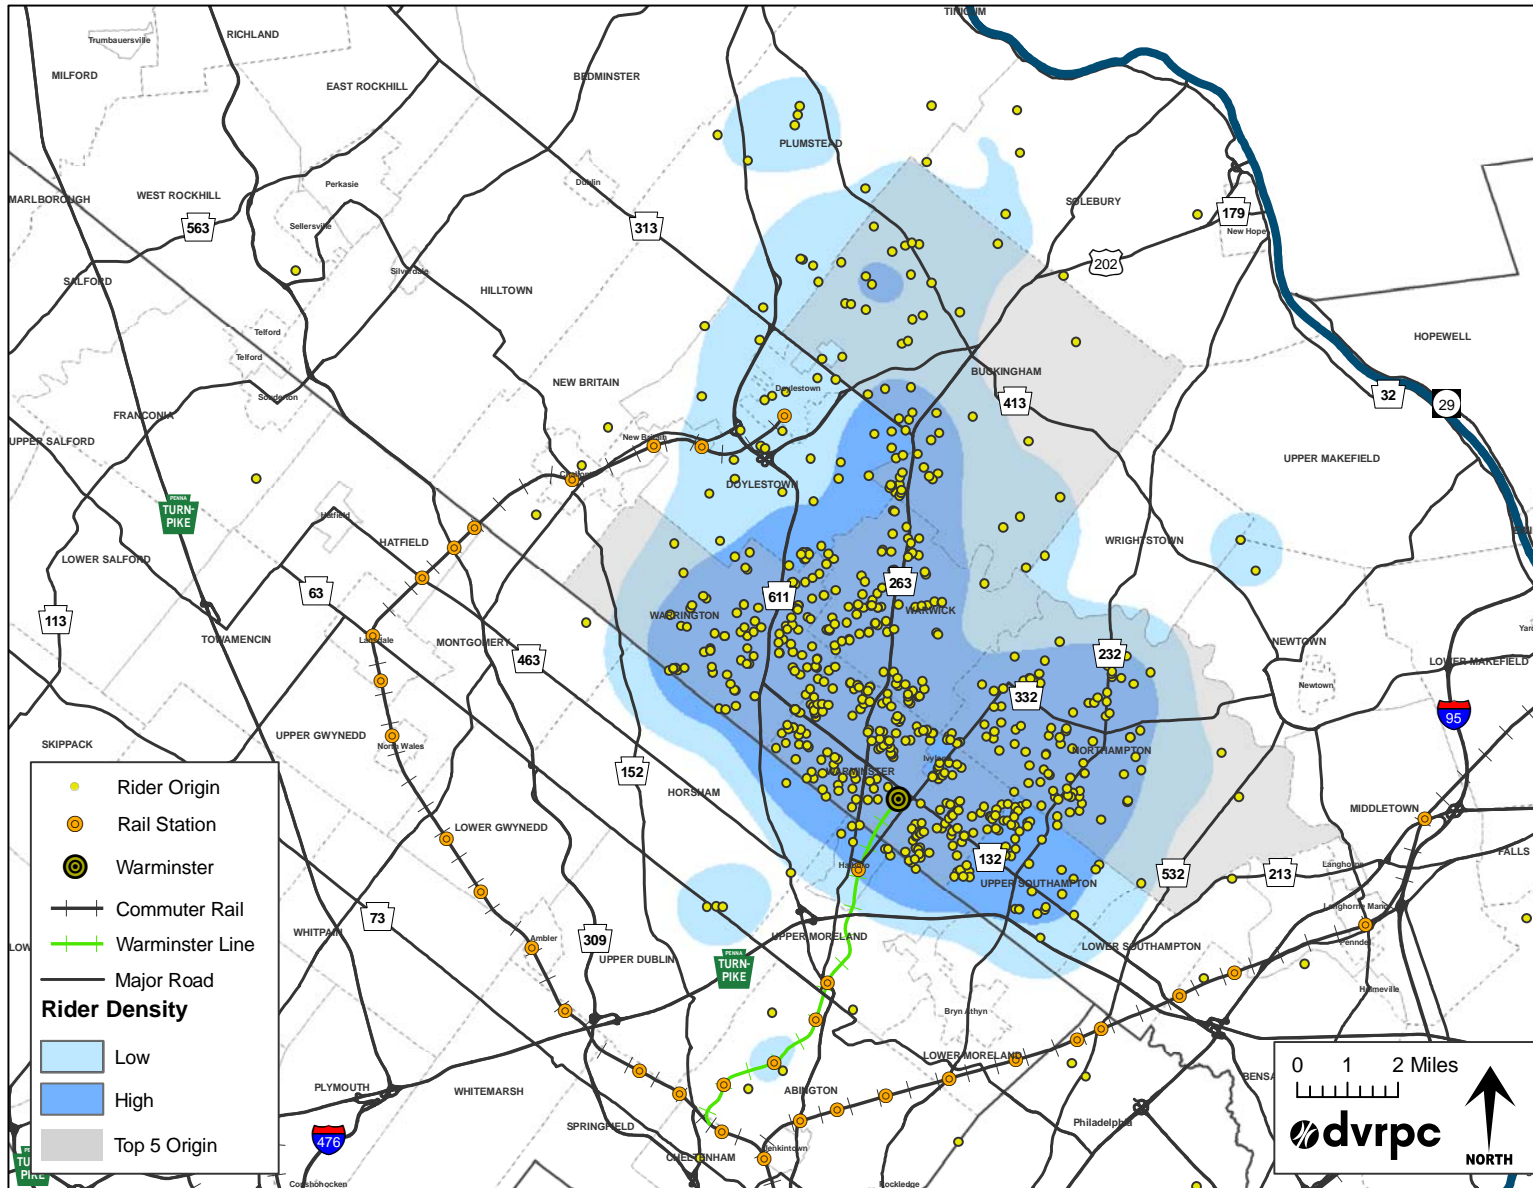 TINICUM
RICHLAND
Trumbauersville
MILFORD
EAST ROCKHILL
BEDMINSTER
PLUMSTEAD
Perkasie
Dublin
WEST ROCKHILL
MARLBOROUGH
SOLEBURY
563
Sellersville
313
179
New Hope
202
SALFORD
Silverdale
HILLTOWN
Telford
Telford
HOPEWELL
NEW BRITAIN
BUCKINGHAM
Doylestown
Souderton
413
32
29
FRANCONIA
UPPER SALFORD
New Britain
UPPER MAKEFIELD
Chalfont
DOYLESTOWN
PENNA
TURN-
PIKE
Hatfield
HATFIELD
WRIGHTSTOWN
LOWER SALFORD
63
611
263
113
WARRINGTON
WARWICK
TOWAMENCIN
Lansdale
MONTGOMERY
NEWTOWN
232
463
LOWER MAKEFIELD
Newtown
332
95
SKIPPACK
UPPER GWYNEDD
North Wales
NORTHAMPTON
Ivyland
152
WARMINSTER
HORSHAM
MIDDLETOWN
LOWER GWYNEDD
Hatboro
132
FALLS
Langhorne
532
213
UPPER SOUTHAMPTON
Langhorne Manor
73
WHITPAIN
309
Ambler
UPPER MORELAND
LOWER SOUTHAMPTON
Penndel
UPPER DUBLIN
PENNA
TURN-
PIKE
Hulmeville
Bryn Athyn
LOWER MORELAND
PLYMOUTH
WHITEMARSH
ABINGTON
SPRINGFIELD
Philadelphia
476
Jenkintown
CHELTENHAM
Conshohocken
Rockledge
Rider Origin
Rail Station
Warminster
Commuter Rail
Warminster Line
Major Road
Rider Density
Low
High
Top 5 Origin
0 1 2 Miles
dvrpc
NORTH